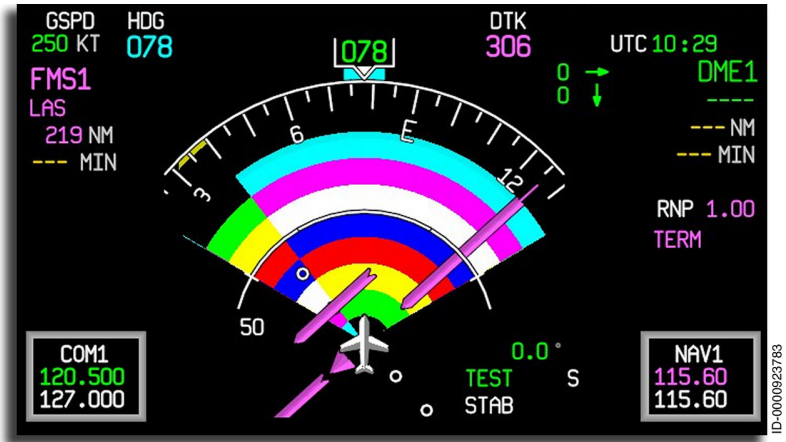 GSPD
250 KT
HDG
078
078
DTK
306
UTC 10:29
FMS1
LAS
219 NM
--- MIN
0 →
0 ↓
DME1
----
--- NM
--- MIN
3
6
E
12
RNP 1.00
TERM
50
COM1
120.500
127.000
0.0°
TEST S
STAB
NAV1
115.60
115.60
ID-0000923783